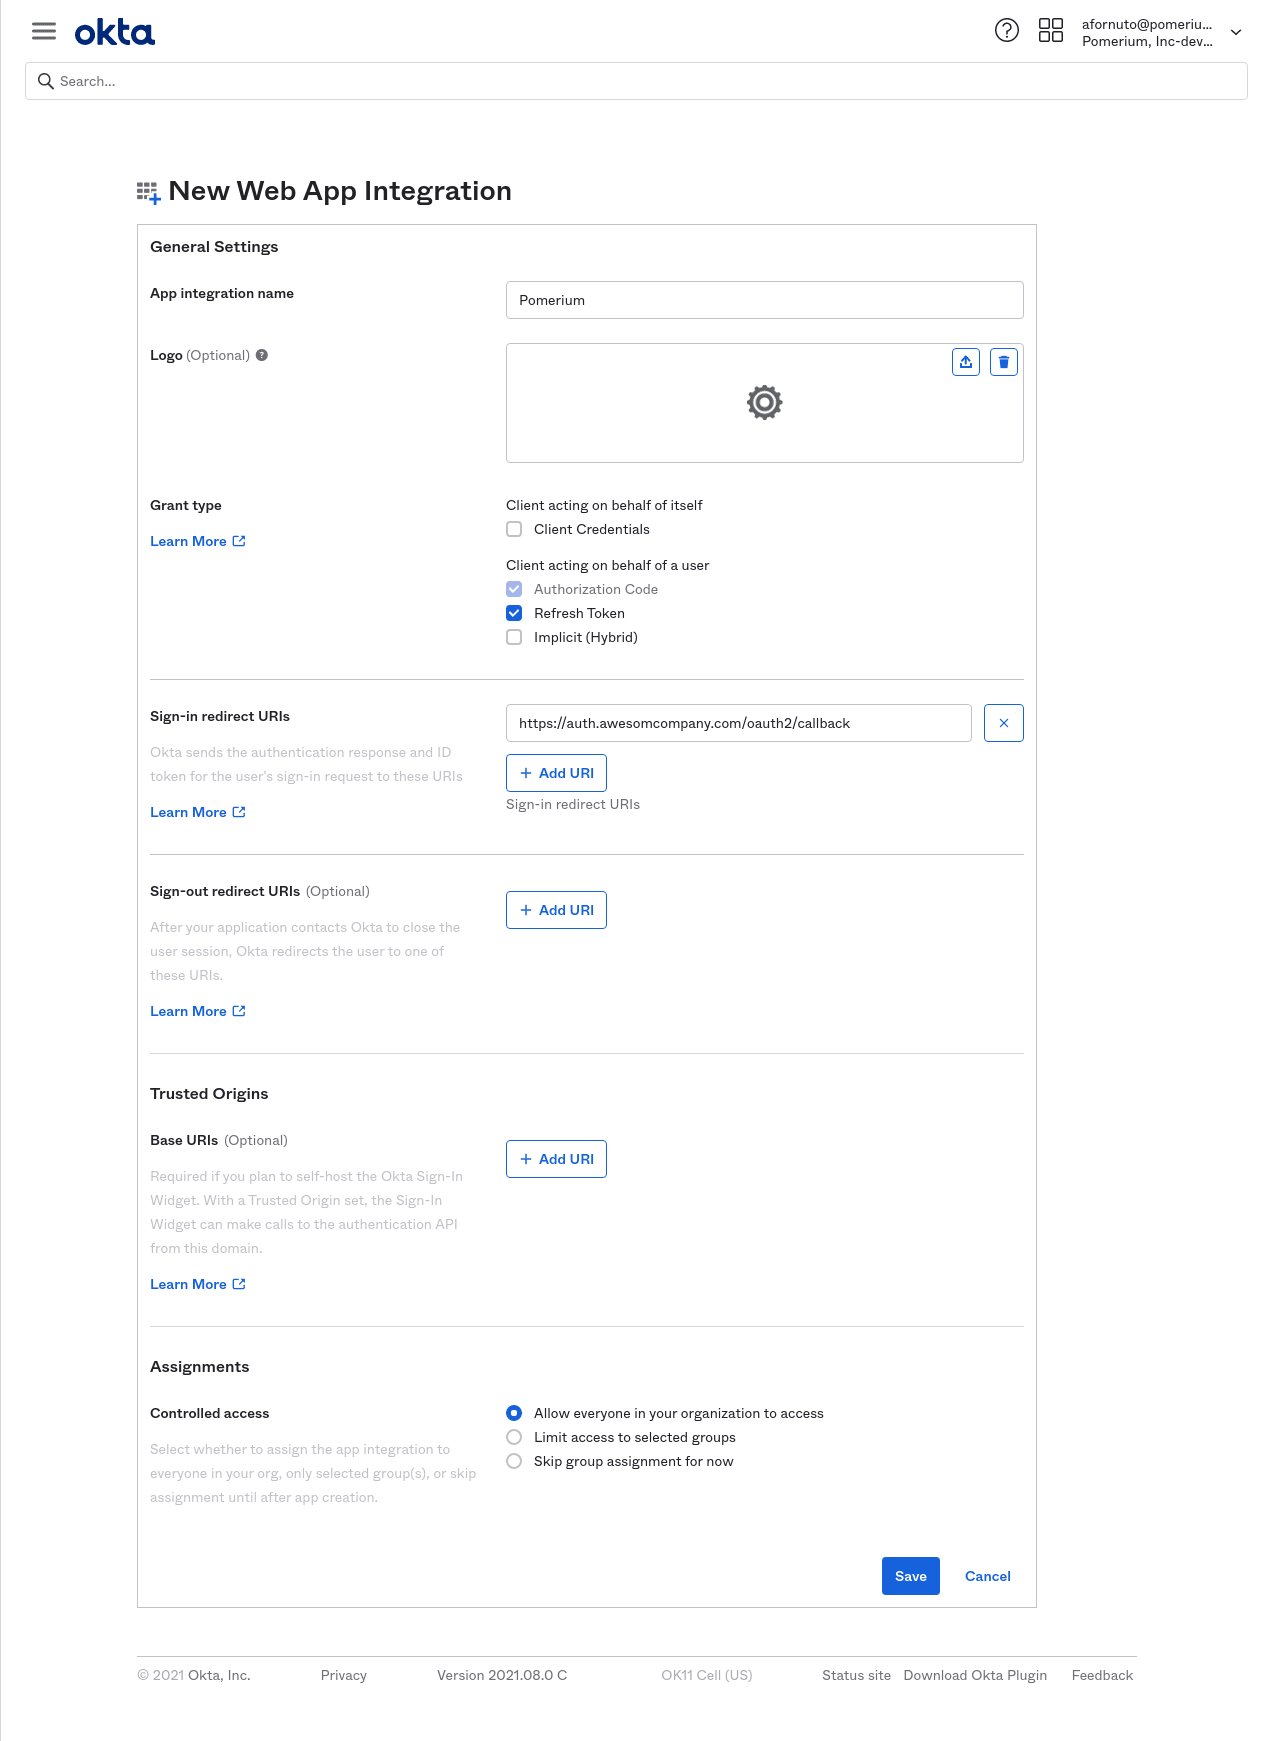 okta
afornuto@pomeriu...
Pomerium, Inc-dev...
Search...
New Web App Integration
General Settings
App integration name
Pomerium
Logo (Optional) ?
Grant type
Client acting on behalf of itself
Client Credentials
Learn More
Client acting on behalf of a user
Authorization Code
Refresh Token
Implicit (Hybrid)
Sign-in redirect URIs
https://auth.awesomcompany.com/oauth2/callback
Okta sends the authentication response and ID
token for the user's sign-in request to these URIs
+ Add URI
Sign-in redirect URIs
Learn More
Sign-out redirect URIs (Optional)
+ Add URI
After your application contacts Okta to close the
user session, Okta redirects the user to one of
these URIs.
Learn More
Trusted Origins
Base URIs (Optional)
+ Add URI
Required if you plan to self-host the Okta Sign-In
Widget. With a Trusted Origin set, the Sign-In
Widget can make calls to the authentication API
from this domain.
Learn More
Assignments
Controlled access
Allow everyone in your organization to access
Limit access to selected groups
Skip group assignment for now
Select whether to assign the app integration to
everyone in your org, only selected group(s), or skip
assignment until after app creation.
Save Cancel
© 2021 Okta, Inc. Privacy Version 2021.08.0 C OK11 Cell (US) Status site Download Okta Plugin Feedback